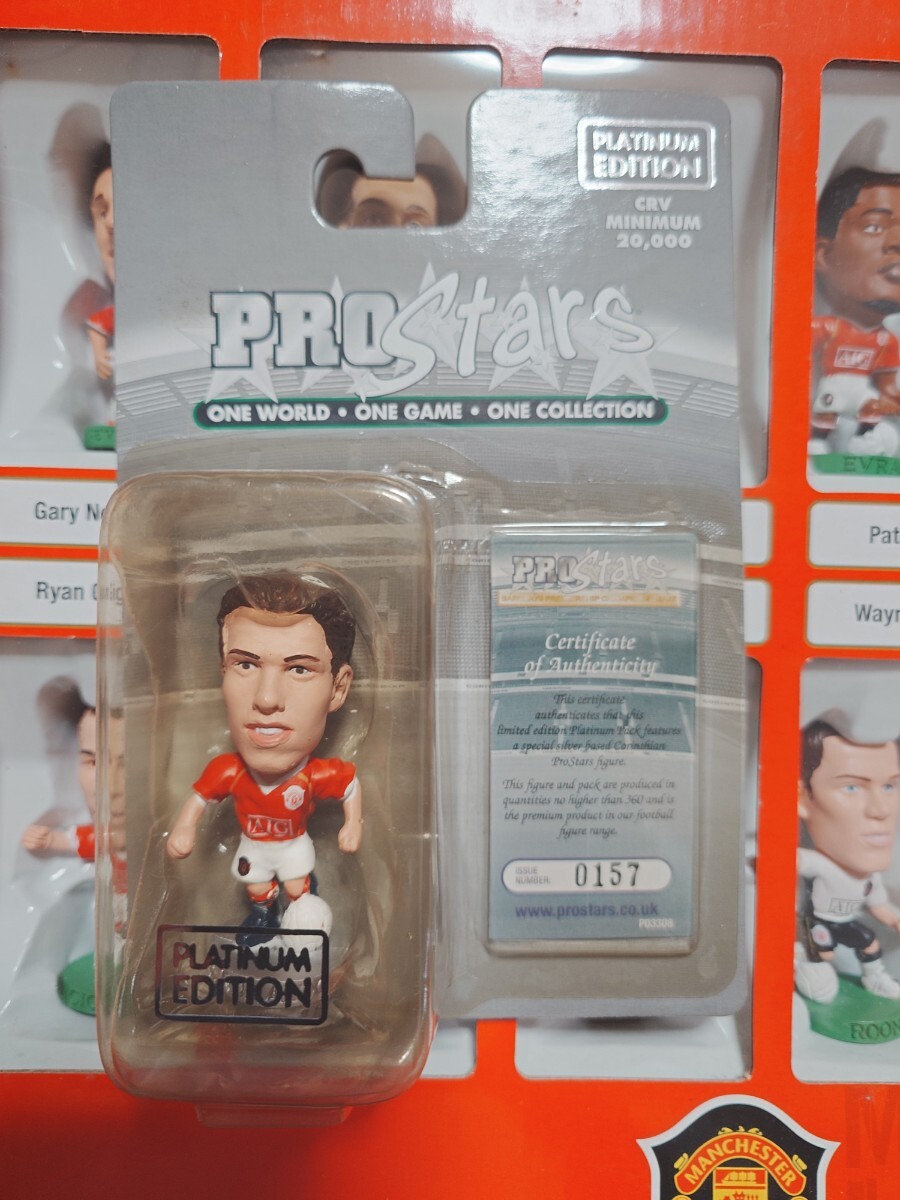 PLATINUM
EDITION
CRV
MINIMUM
20,000
PROStars
ONE WORLD • ONE GAME • ONE COLLECTION
EVRA
Gary
Ryan
Pat
Wayn
PROStars
Certificate
of Authenticity
This certificate
authenticates that this
limited edition Platinum Pack features
a special silver based Corinthian
ProStars figure.
This figure and pack are produced in
quantities no higher than 360 and is
the premium product in our football
figure range.
ISSUE
NUMBER: 0157
www.prostars.co.uk
P03306
AIG
AIG
AIG
PLATINUM
EDITION
ROON
MANCHESTER